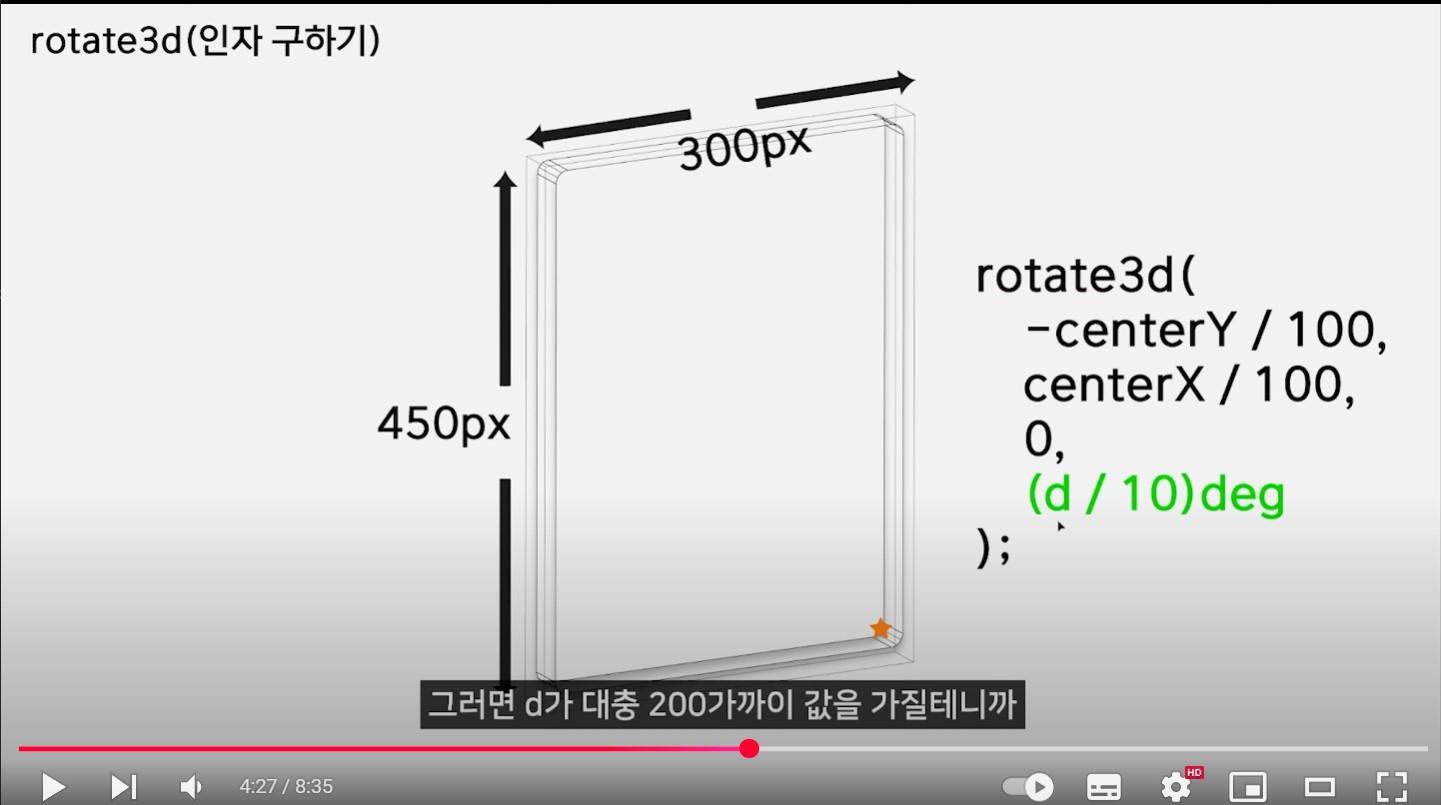 rotate3d(인자 구하기)
300px
450px
rotate3d(
-centerY / 100,
centerX / 100,
0,
(d / 10)deg
);
그러면 d가 대충 200가까이 값을 가질테니까
4:27 / 8:35
HD